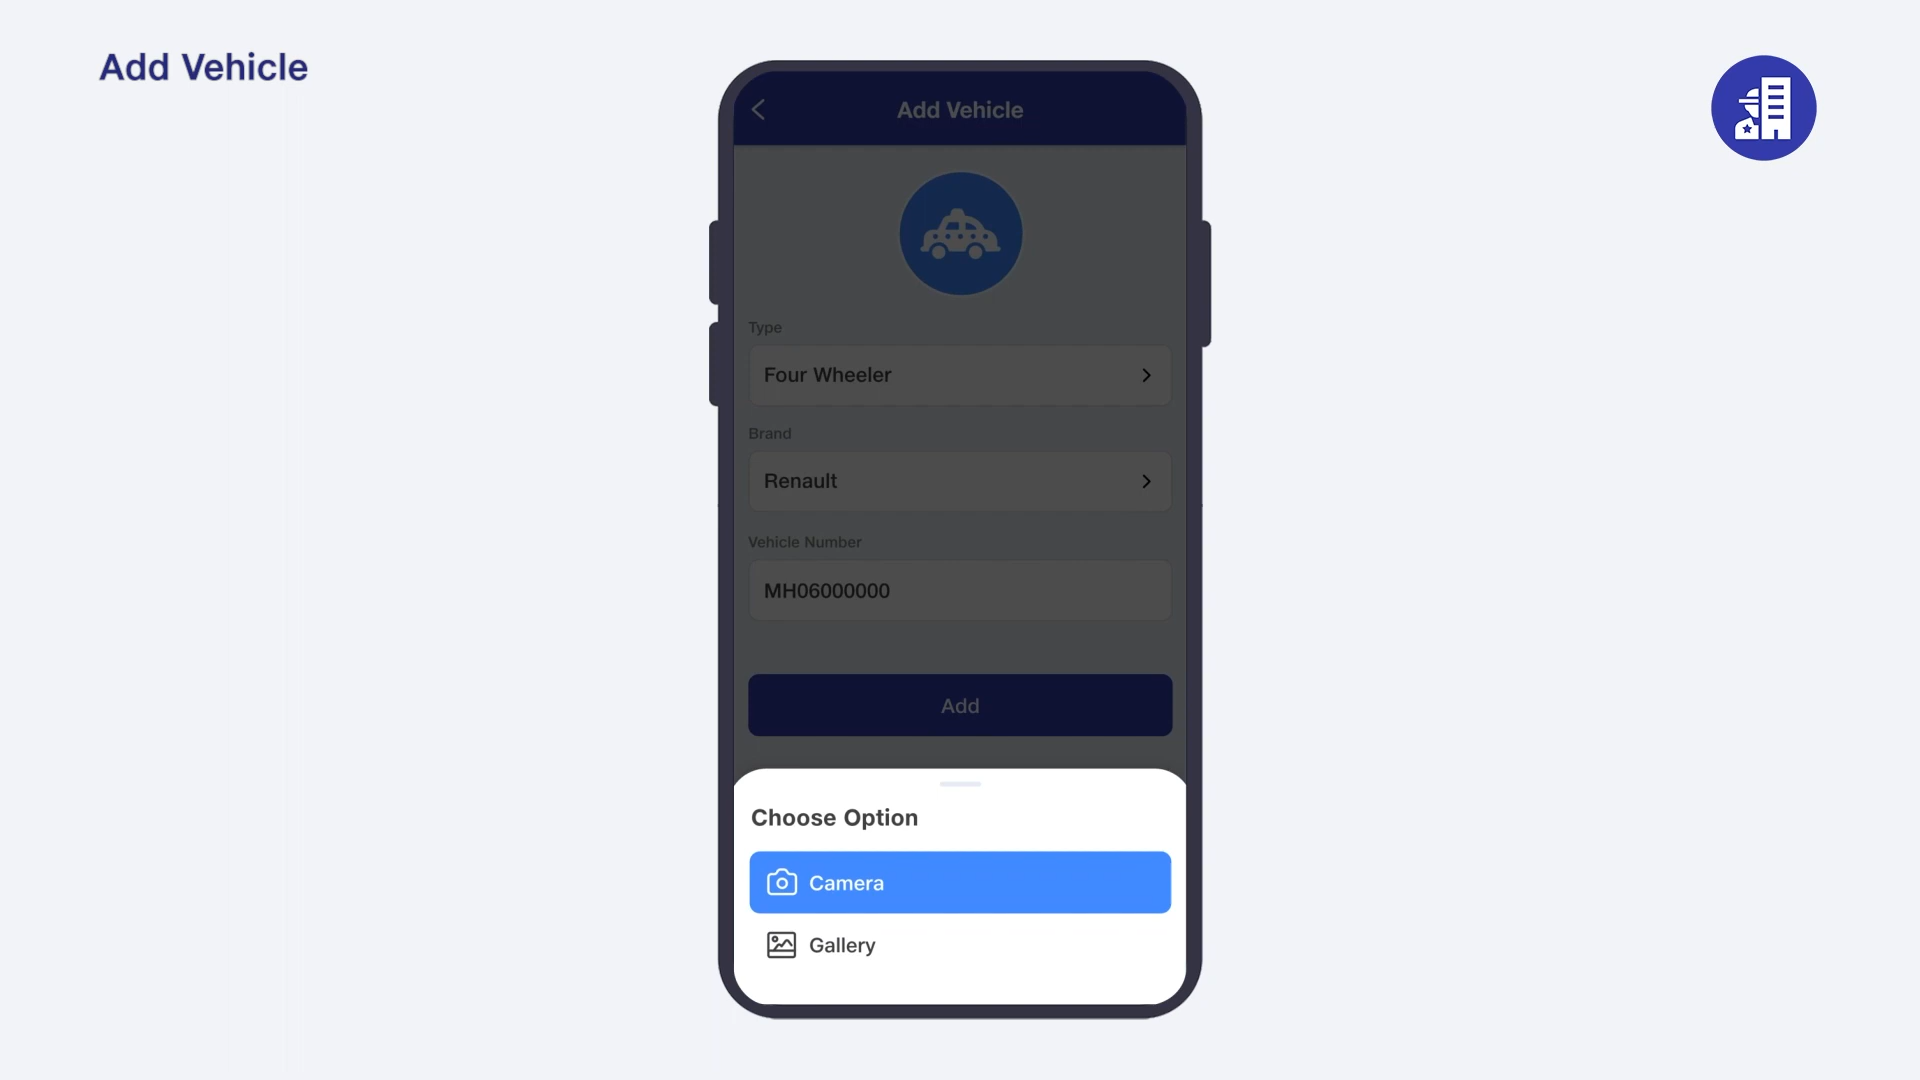 Add Vehicle
Add Vehicle
Type
Four Wheeler
Brand
Renault
Vehicle Number
MH06000000
Add
Choose Option
Camera
Gallery